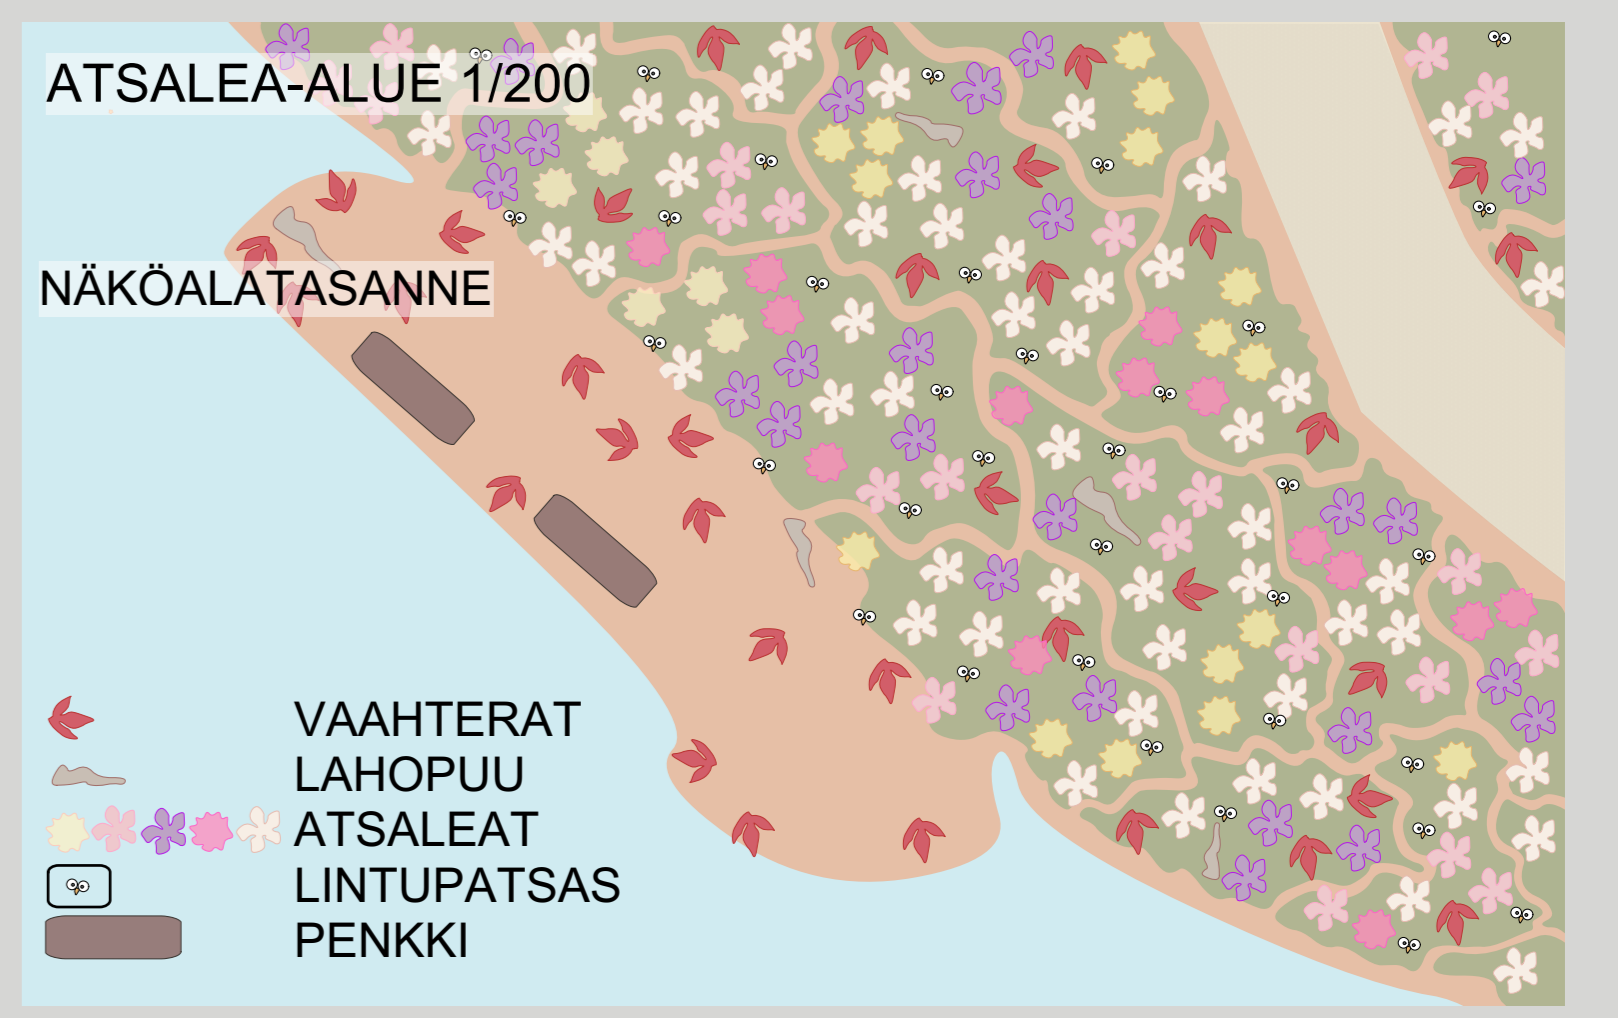 ATSALEA-ALUE 1/200
NÄKÖALATASANNE
VAAHTERAT
LAHOPUU
ATSALEAT
LINTUPATSAS
PENKKI